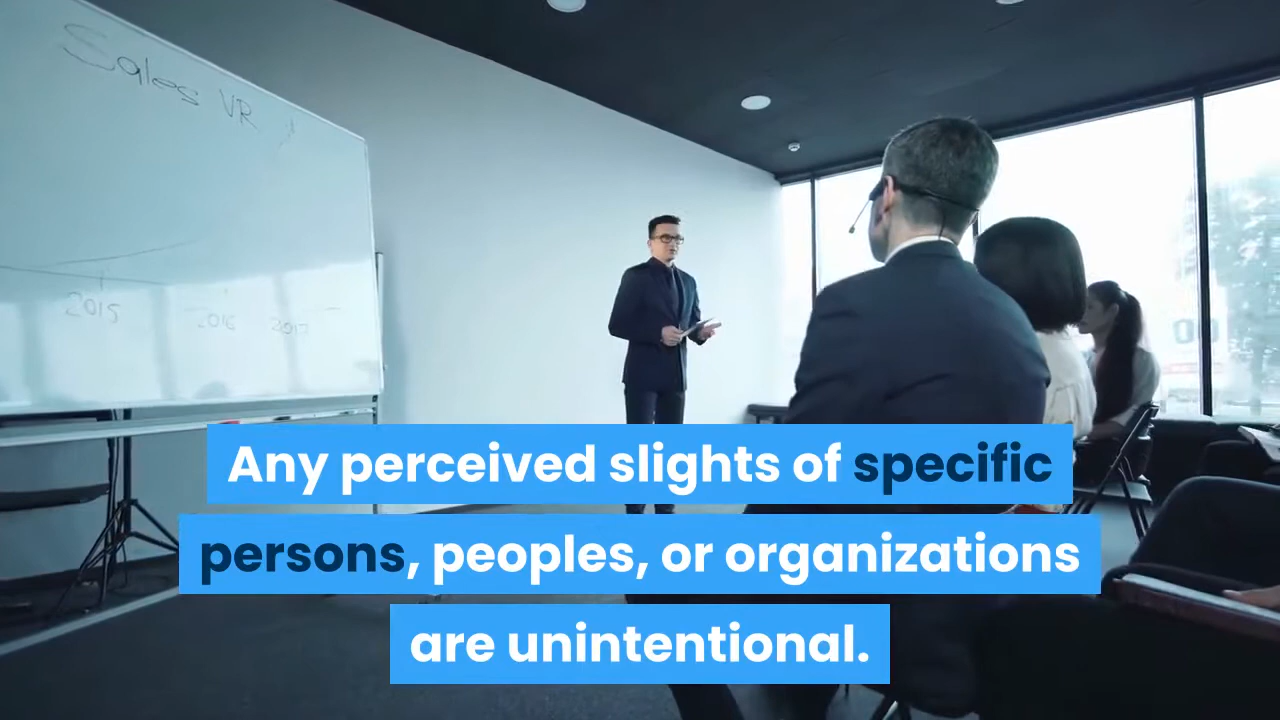 Sales VR
2015 2016 2017
Any perceived slights of specific
persons, peoples, or organizations
are unintentional.